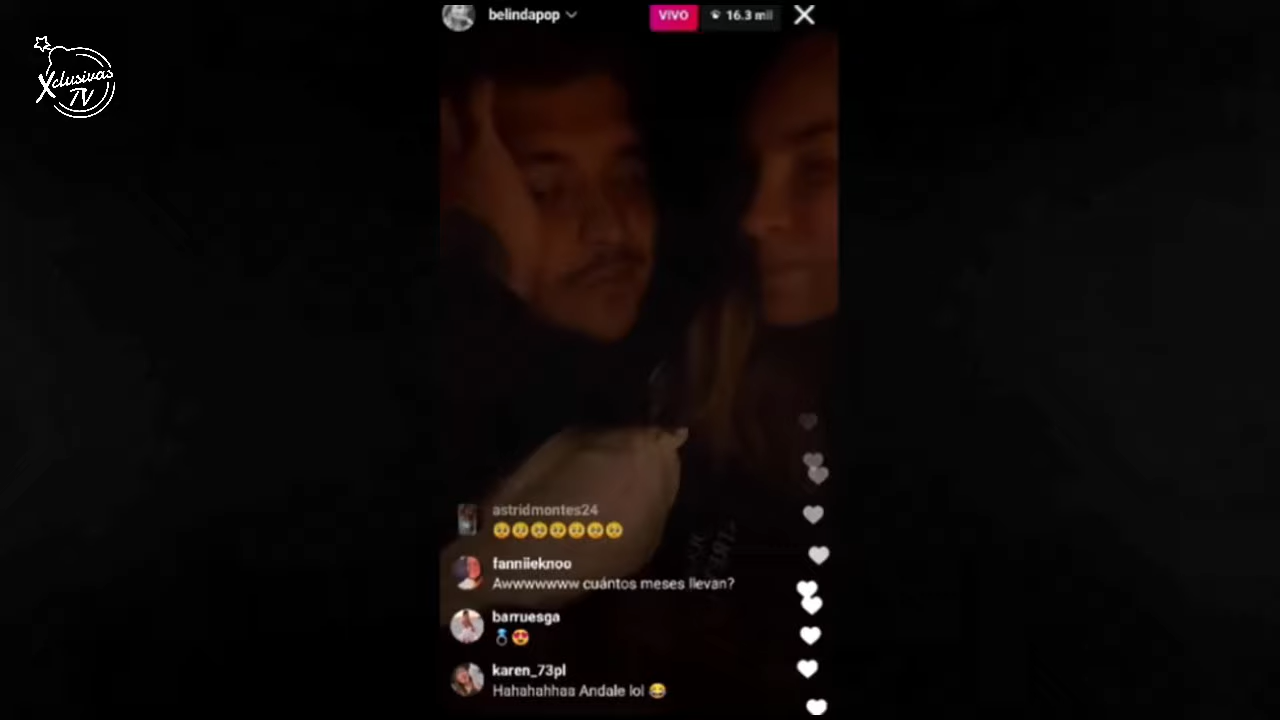 Xclusivas
TV
belindapop
VIVO
16.3 mil
astridmontes24
🥺🥺🥺🥺🥺🥺🥺
fanniieknoo
Awwwwwww cuántos meses llevan?
barruesga
💍😍
karen_73pl
Hahahahhaa Andale lol 😂